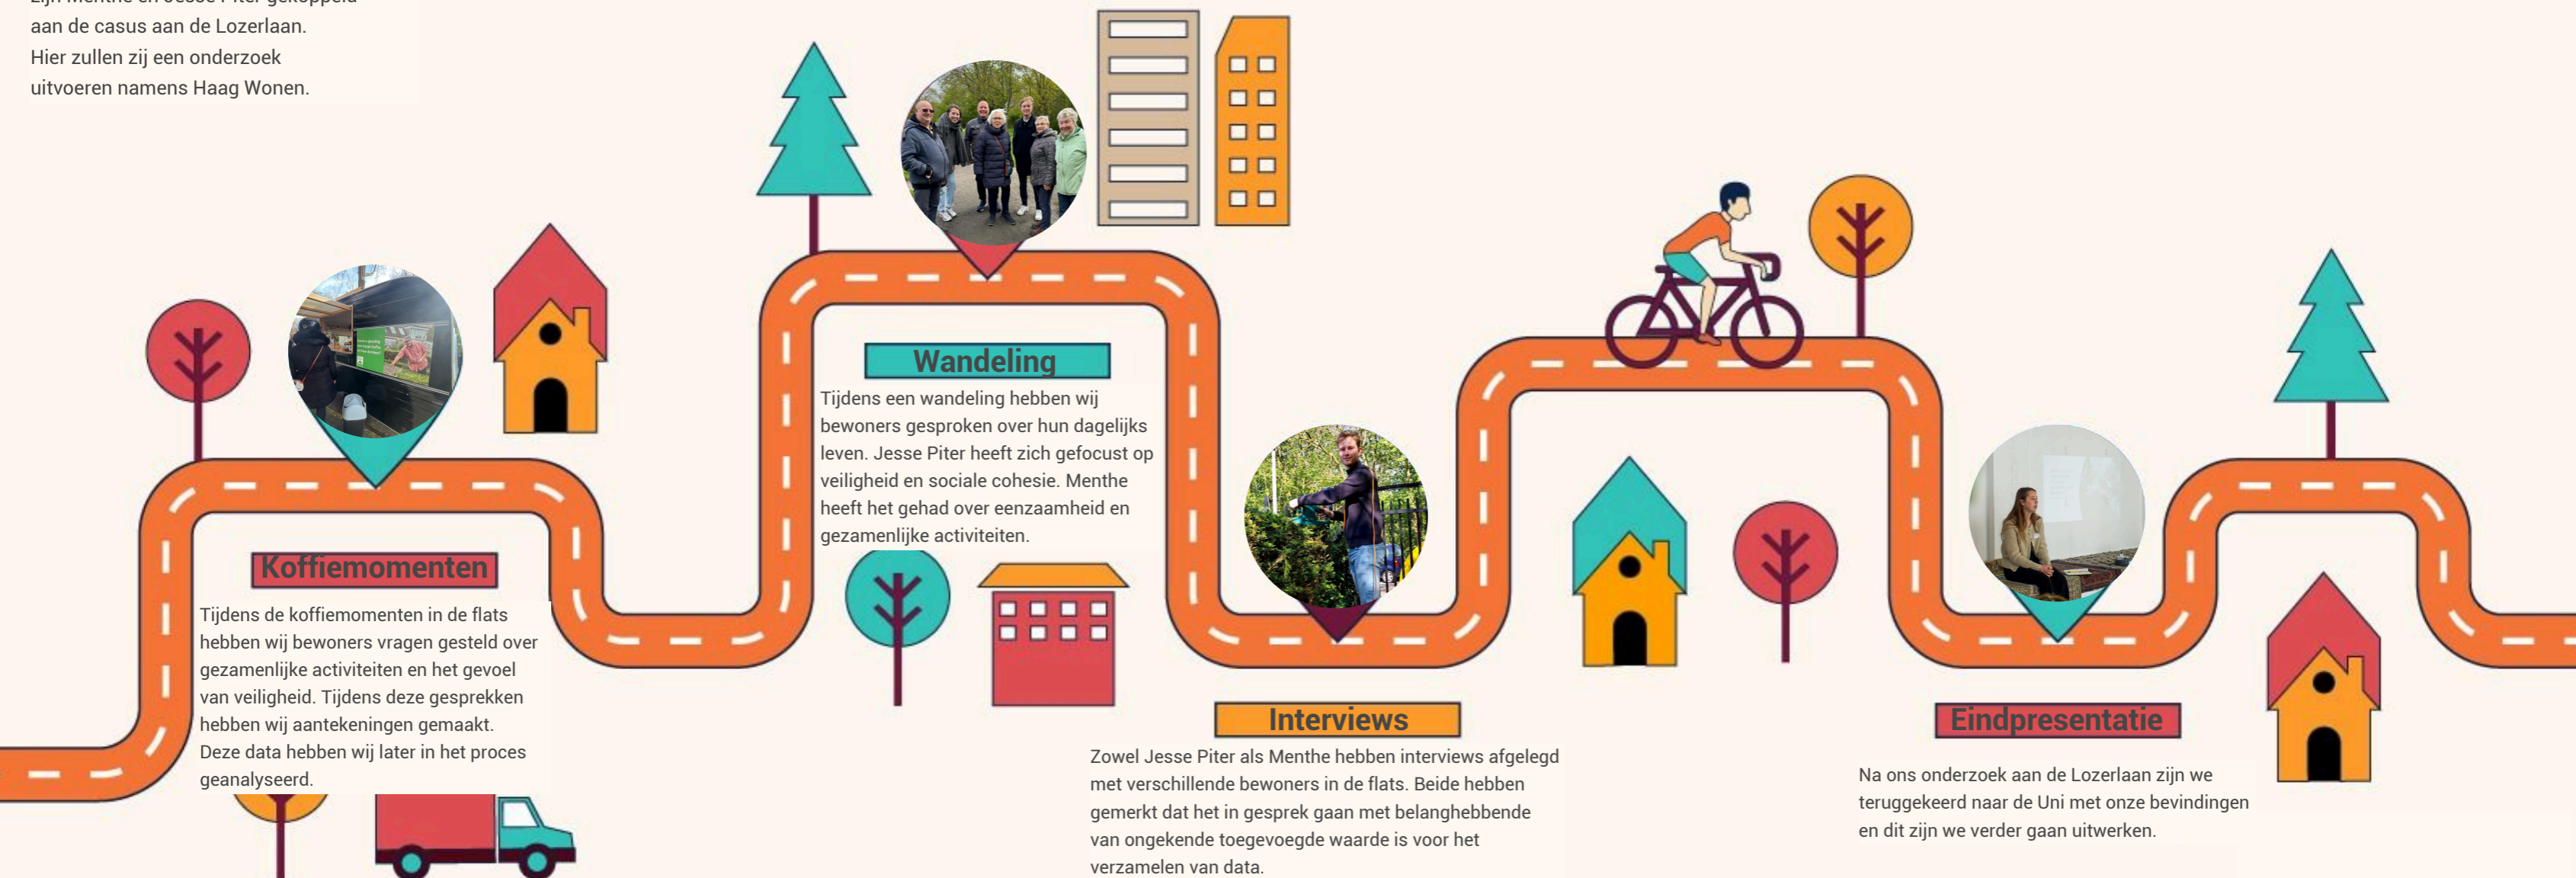 zijn Menthe en Jesse Piter gekoppeld
aan de casus aan de Lozerlaan.
Hier zullen zij een onderzoek
uitvoeren namens Haag Wonen.
Koffiemomenten
Tijdens de koffiemomenten in de flats
hebben wij bewoners vragen gesteld over
gezamenlijke activiteiten en het gevoel
van veiligheid. Tijdens deze gesprekken
hebben wij aantekeningen gemaakt.
Deze data hebben wij later in het proces
geanalyseerd.
Wandeling
Tijdens een wandeling hebben wij
bewoners gesproken over hun dagelijks
leven. Jesse Piter heeft zich gefocust op
veiligheid en sociale cohesie. Menthe
heeft het gehad over eenzaamheid en
gezamenlijke activiteiten.
Interviews
Zowel Jesse Piter als Menthe hebben interviews afgelegd
met verschillende bewoners in de flats. Beide hebben
gemerkt dat het in gesprek gaan met belanghebbende
van ongekende toegevoegde waarde is voor het
verzamelen van data.
Eindpresentatie
Na ons onderzoek aan de Lozerlaan zijn we
teruggekeerd naar de Uni met onze bevindingen
en dit zijn we verder gaan uitwerken.